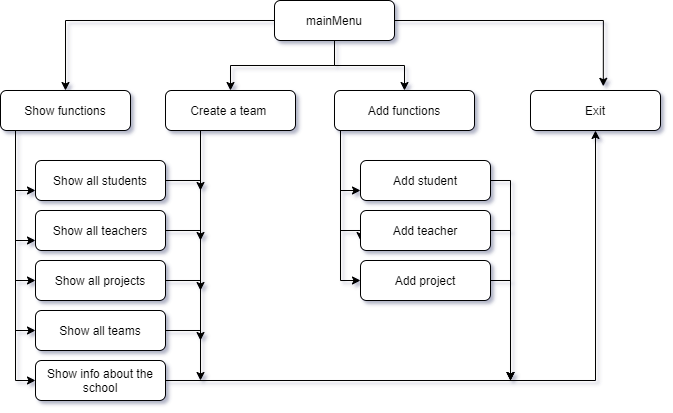 mainMenu
Show functions
Create a team
Add functions
Exit
Show all students
Add student
Show all teachers
Add teacher
Show all projects
Add project
Show all teams
Show info about the
school